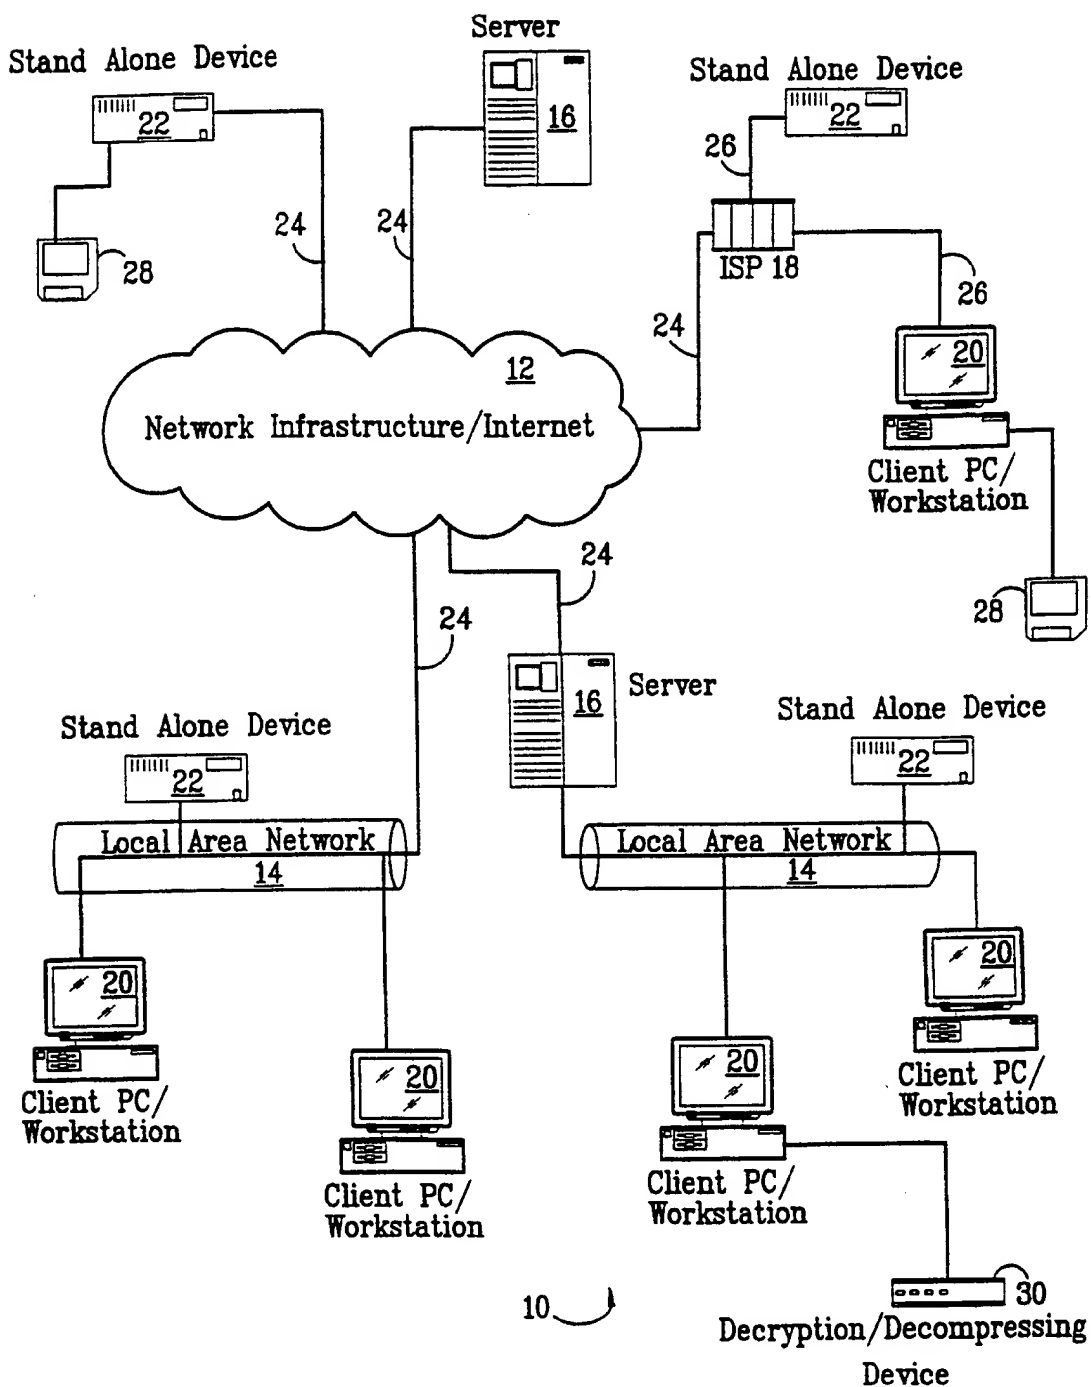 Server
Stand Alone Device
Stand Alone Device
22
16
22
26
24
24
28
ISP 18
26
24
20
12
Network Infrastructure/Internet
Client PC/
Workstation
24
28
24
16
Server
Stand Alone Device
Stand Alone Device
22
22
Local Area Network
14
Local Area Network
14
20
20
Client PC/
Workstation
20
Client PC/
Workstation
20
Client PC/
Workstation
Client PC/
Workstation
10
30
Decryption/Decompressing
Device